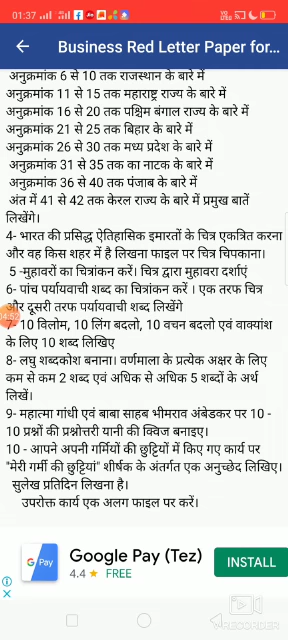 01:37
Business Red Letter Paper for...
अनुक्रमांक 6 से 10 तक राजस्थान के बारे में
अनुक्रमांक 11 से 15 तक महाराष्ट्र राज्य के बारे में
अनुक्रमांक 16 से 20 तक पश्चिम बंगाल राज्य के बारे में
अनुक्रमांक 21 से 25 तक बिहार के बारे में
अनुक्रमांक 26 से 30 तक मध्य प्रदेश के बारे में
अनुक्रमांक 31 से 35 तक का नाटक के बारे में
अनुक्रमांक 36 से 40 तक पंजाब के बारे में
अंत में 41 से 42 तक केरल राज्य के बारे में प्रमुख बातें
लिखेंगे।
4- भारत की प्रसिद्ध ऐतिहासिक इमारतों के चित्र एकत्रित करना
और वह किस शहर में है लिखना फाइल पर चित्र चिपकाना।
5 -मुहावरों का चित्रांकन करें। चित्र द्वारा मुहावरा दर्शाएं
6- पांच पर्यायवाची शब्द का चित्रांकन करें । एक तरफ चित्र
और दूसरी तरफ पर्यायवाची शब्द लिखेंगे
04:52
7- 10 विलोम, 10 लिंग बदलो, 10 वचन बदलो एवं वाक्यांश
के लिए 10 शब्द लिखिए
8- लघु शब्दकोश बनाना। वर्णमाला के प्रत्येक अक्षर के लिए
कम से कम 2 शब्द एवं अधिक से अधिक 5 शब्दों के अर्थ
लिखें।
9- महात्मा गांधी एवं बाबा साहब भीमराव अंबेडकर पर 10 -
10 प्रश्नों की प्रश्नोत्तरी यानी की क्विज बनाइए।
10 - आपने अपनी गर्मियों की छुट्टियों में किए गए कार्य पर
"मेरी गर्मी की छुट्टियां" शीर्षक के अंतर्गत एक अनुच्छेद लिखिए।
सुलेख प्रतिदिन लिखना है।
उपरोक्त कार्य एक अलग फाइल पर करें।
G Pay
Google Pay (Tez)
4.4 ★ FREE
INSTALL
RECORDER